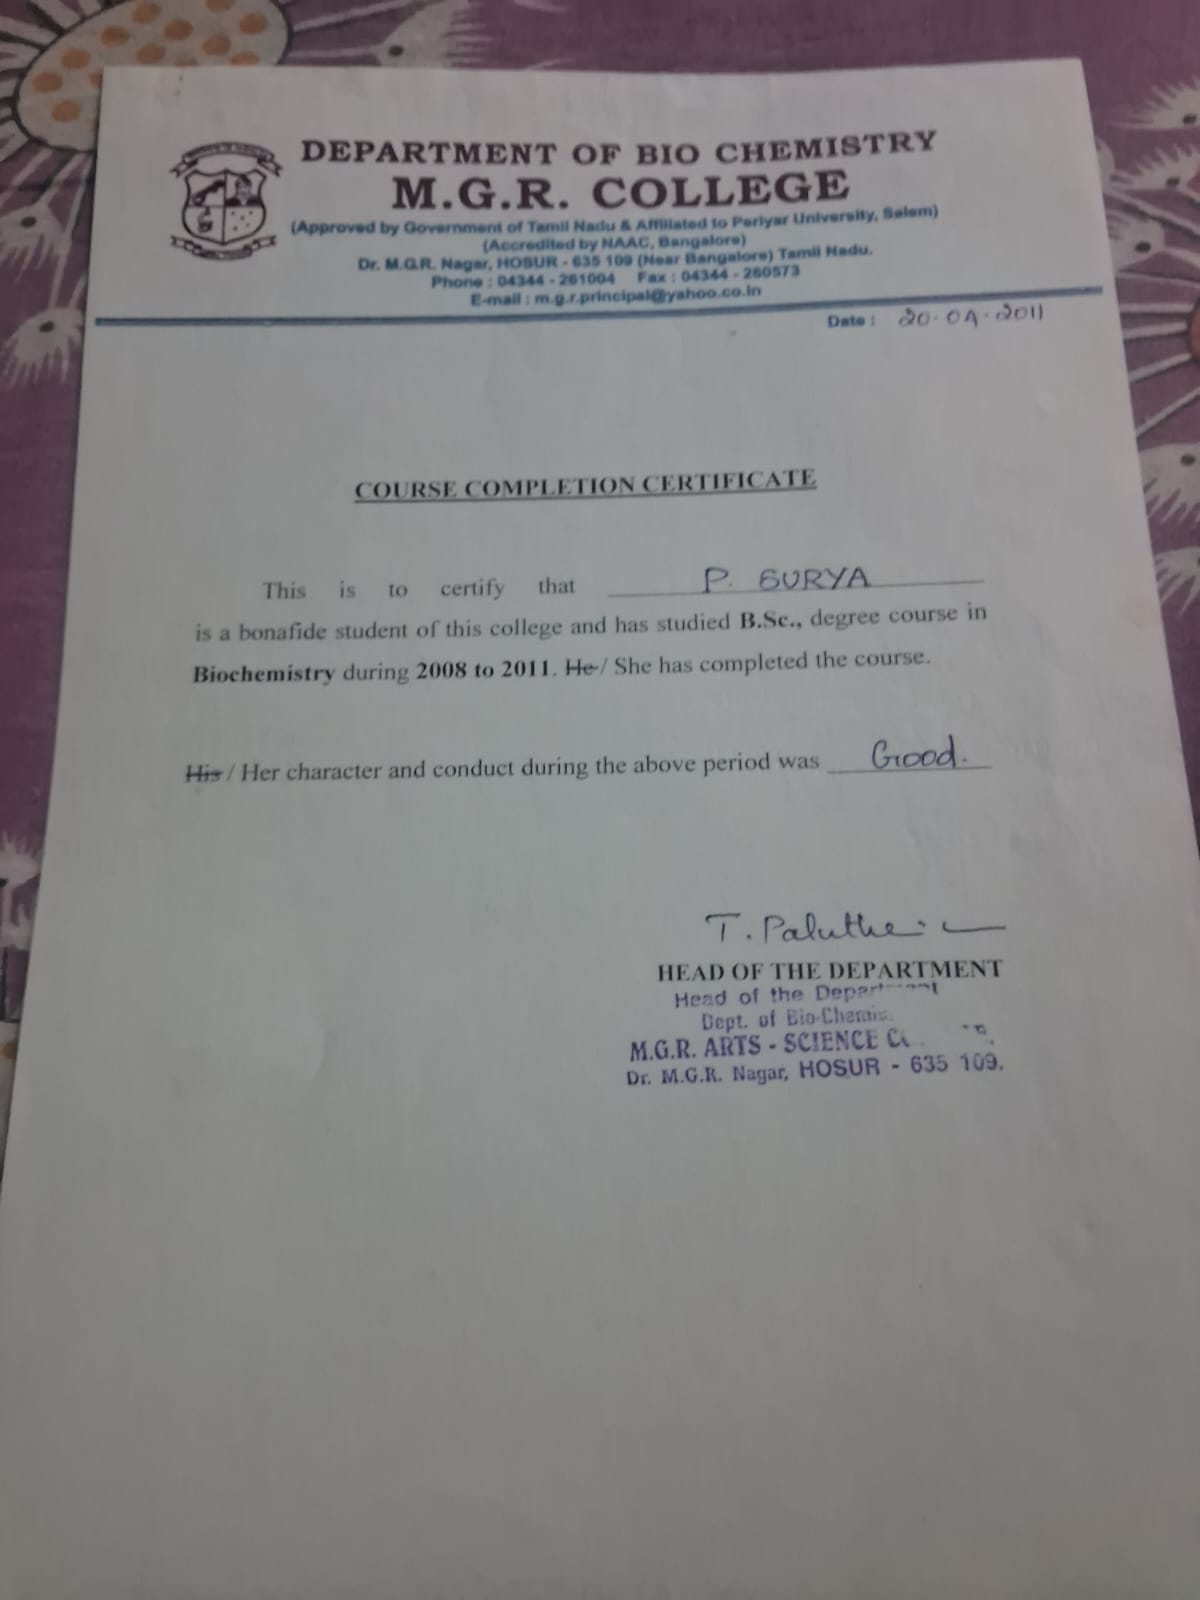 DEPARTMENT OF BIO CHEMISTRY
M.G.R. COLLEGE
(Approved by Government of Tamil Nadu & Affiliated to Periyar University, Salem)
(Accredited by NAAC, Bangalore)
Dr. M.G.R. Nagar, HOSUR - 635 109 (Near Bangalore) Tamil Nadu.
Phone : 04344 - 261004 Fax : 04344 - 260573
E-mail : m.g.r.principal@yahoo.co.in
Date : 20.04.2011
COURSE COMPLETION CERTIFICATE
This is to certify that P. SURYA
is a bonafide student of this college and has studied B.Sc., degree course in
Biochemistry during 2008 to 2011. He / She has completed the course.
His / Her character and conduct during the above period was Good.
T.
HEAD OF THE DEPARTMENT
Head of the Department
Dept. of Bio-Chemis.
M.G.R. ARTS - SCIENCE
Dr. M.G.R. Nagar, HOSUR - 635 109.